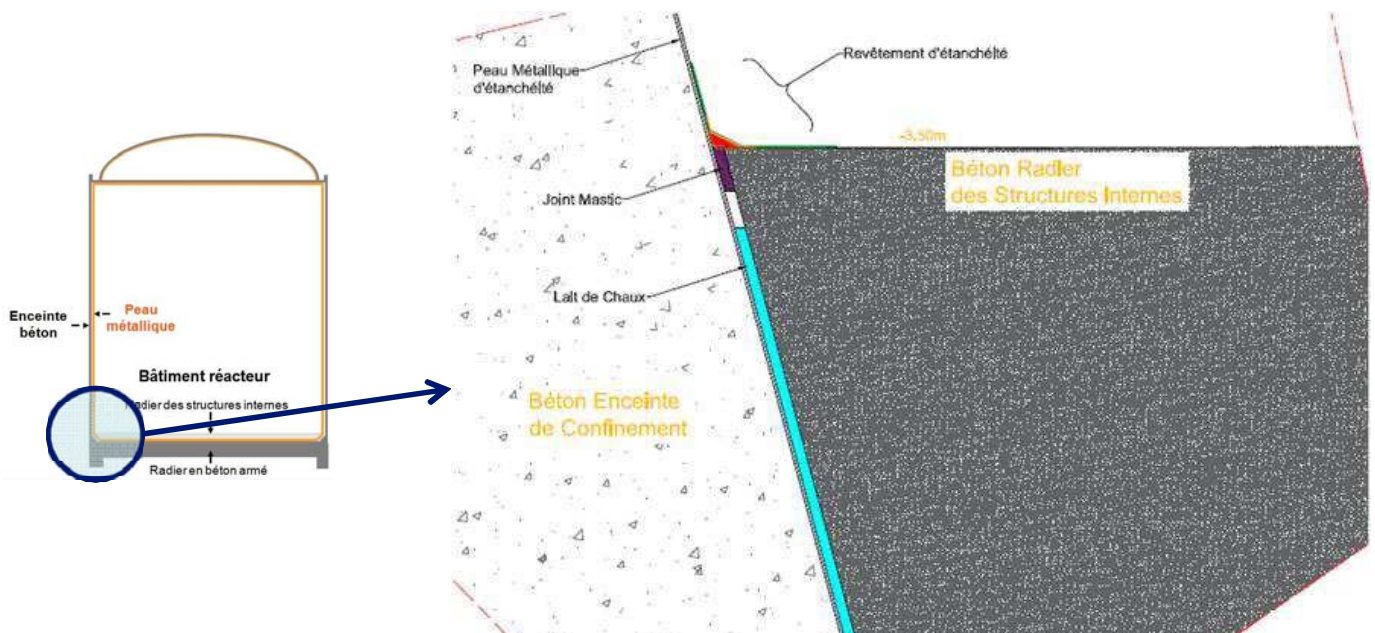 Enceinte
béton
Peau
métallique
Bâtiment réacteur
Radier des structures internes
Radier en béton armé
Peau Métallique
d'étanchéité
Revêtement d'étanchéité
-3.50m
Béton Radier
des Structures Internes
Joint Mastic
Lait de Chaux
Béton Enceinte
de Confinement